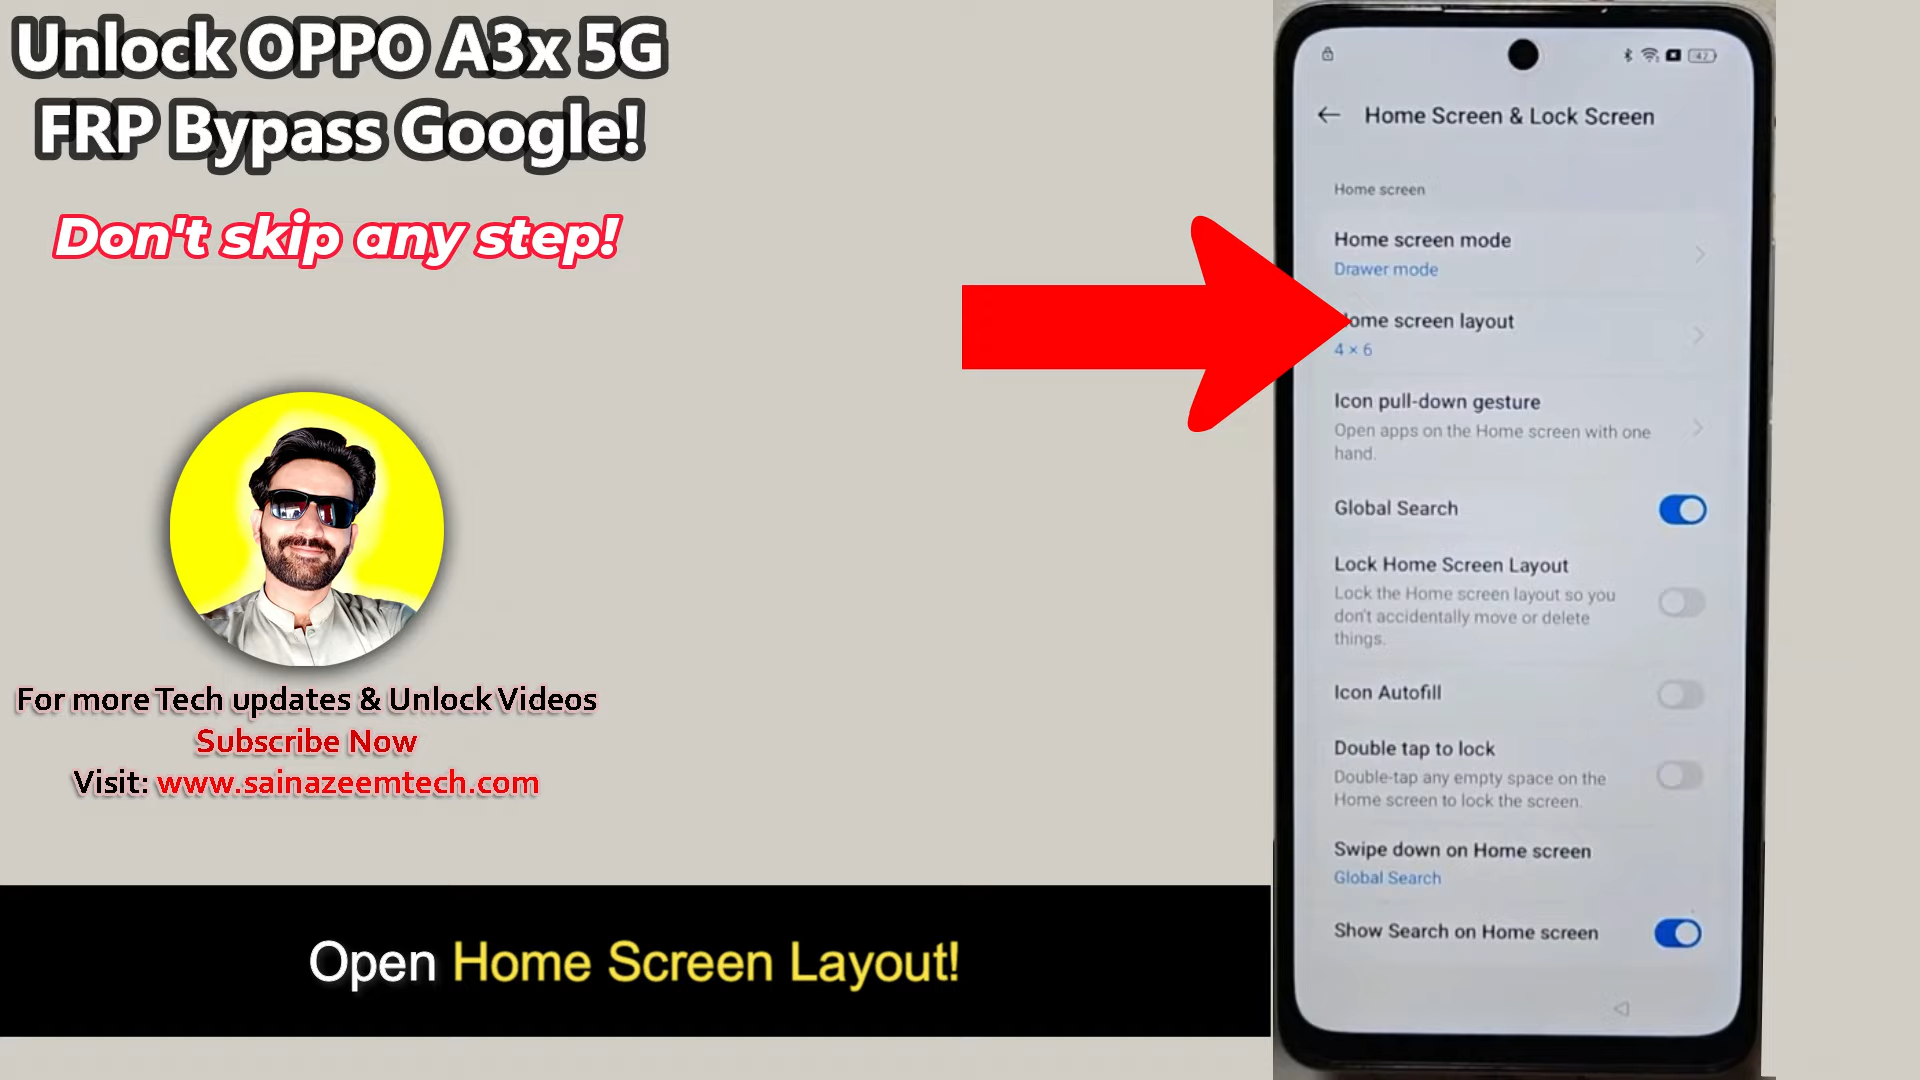 Unlock OPPO A3x 5G
FRP Bypass Google!
Don't skip any step!
For more Tech updates & Unlock Videos
Subscribe Now
Visit: www.sainazeemtech.com
Open Home Screen Layout!
42
Home Screen & Lock Screen
Home screen
Home screen mode
Drawer mode
ome screen layout
4 × 6
Icon pull-down gesture
Open apps on the Home screen with one
hand.
Global Search
Lock Home Screen Layout
Lock the Home screen layout so you
don't accidentally move or delete
things.
Icon Autofill
Double tap to lock
Double-tap any empty space on the
Home screen to lock the screen.
Swipe down on Home screen
Global Search
Show Search on Home screen